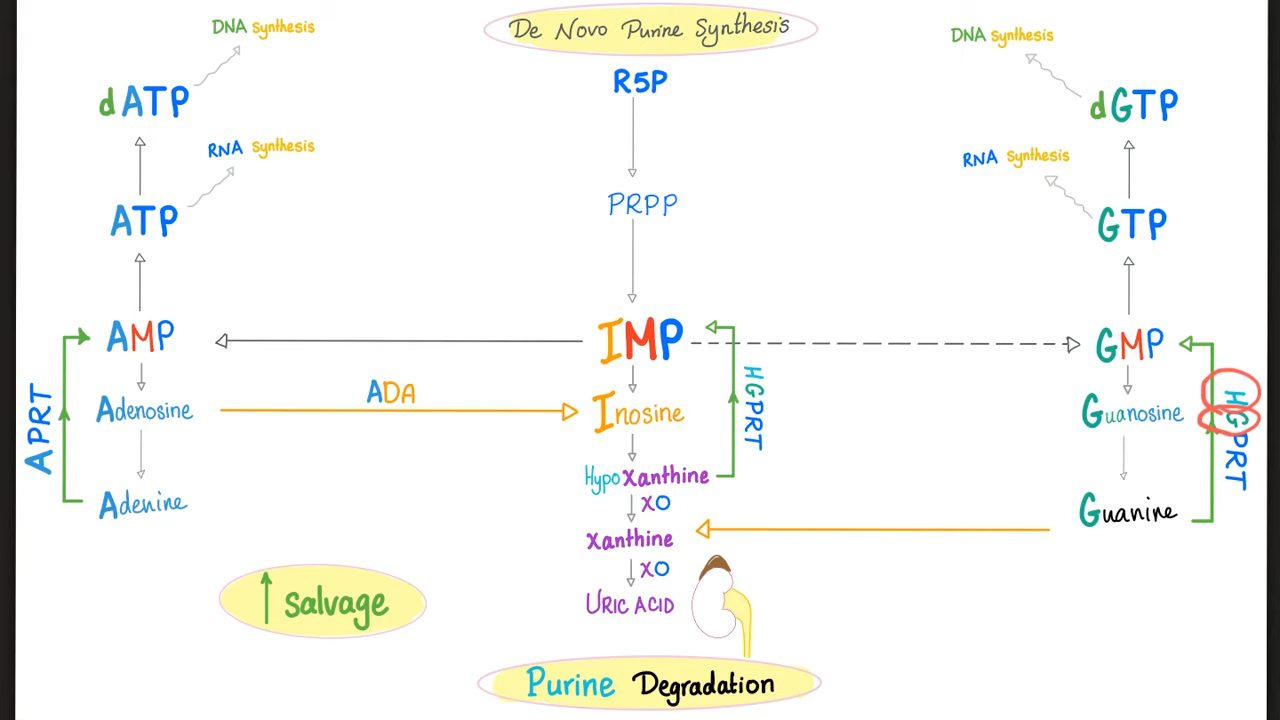 DNA Synthesis
De Novo Purine Synthesis
DNA Synthesis
R5P
dATP
dGTP
RNA Synthesis
RNA Synthesis
PRPP
ATP
GTP
AMP
IMP
GMP
APRT
ADA
HGPRT
HGPRT
Adenosine
Inosine
Guanosine
HypoXanthine
XO
Adenine
Guanine
Xanthine
XO
URIC ACID
Salvage
Purine Degradation